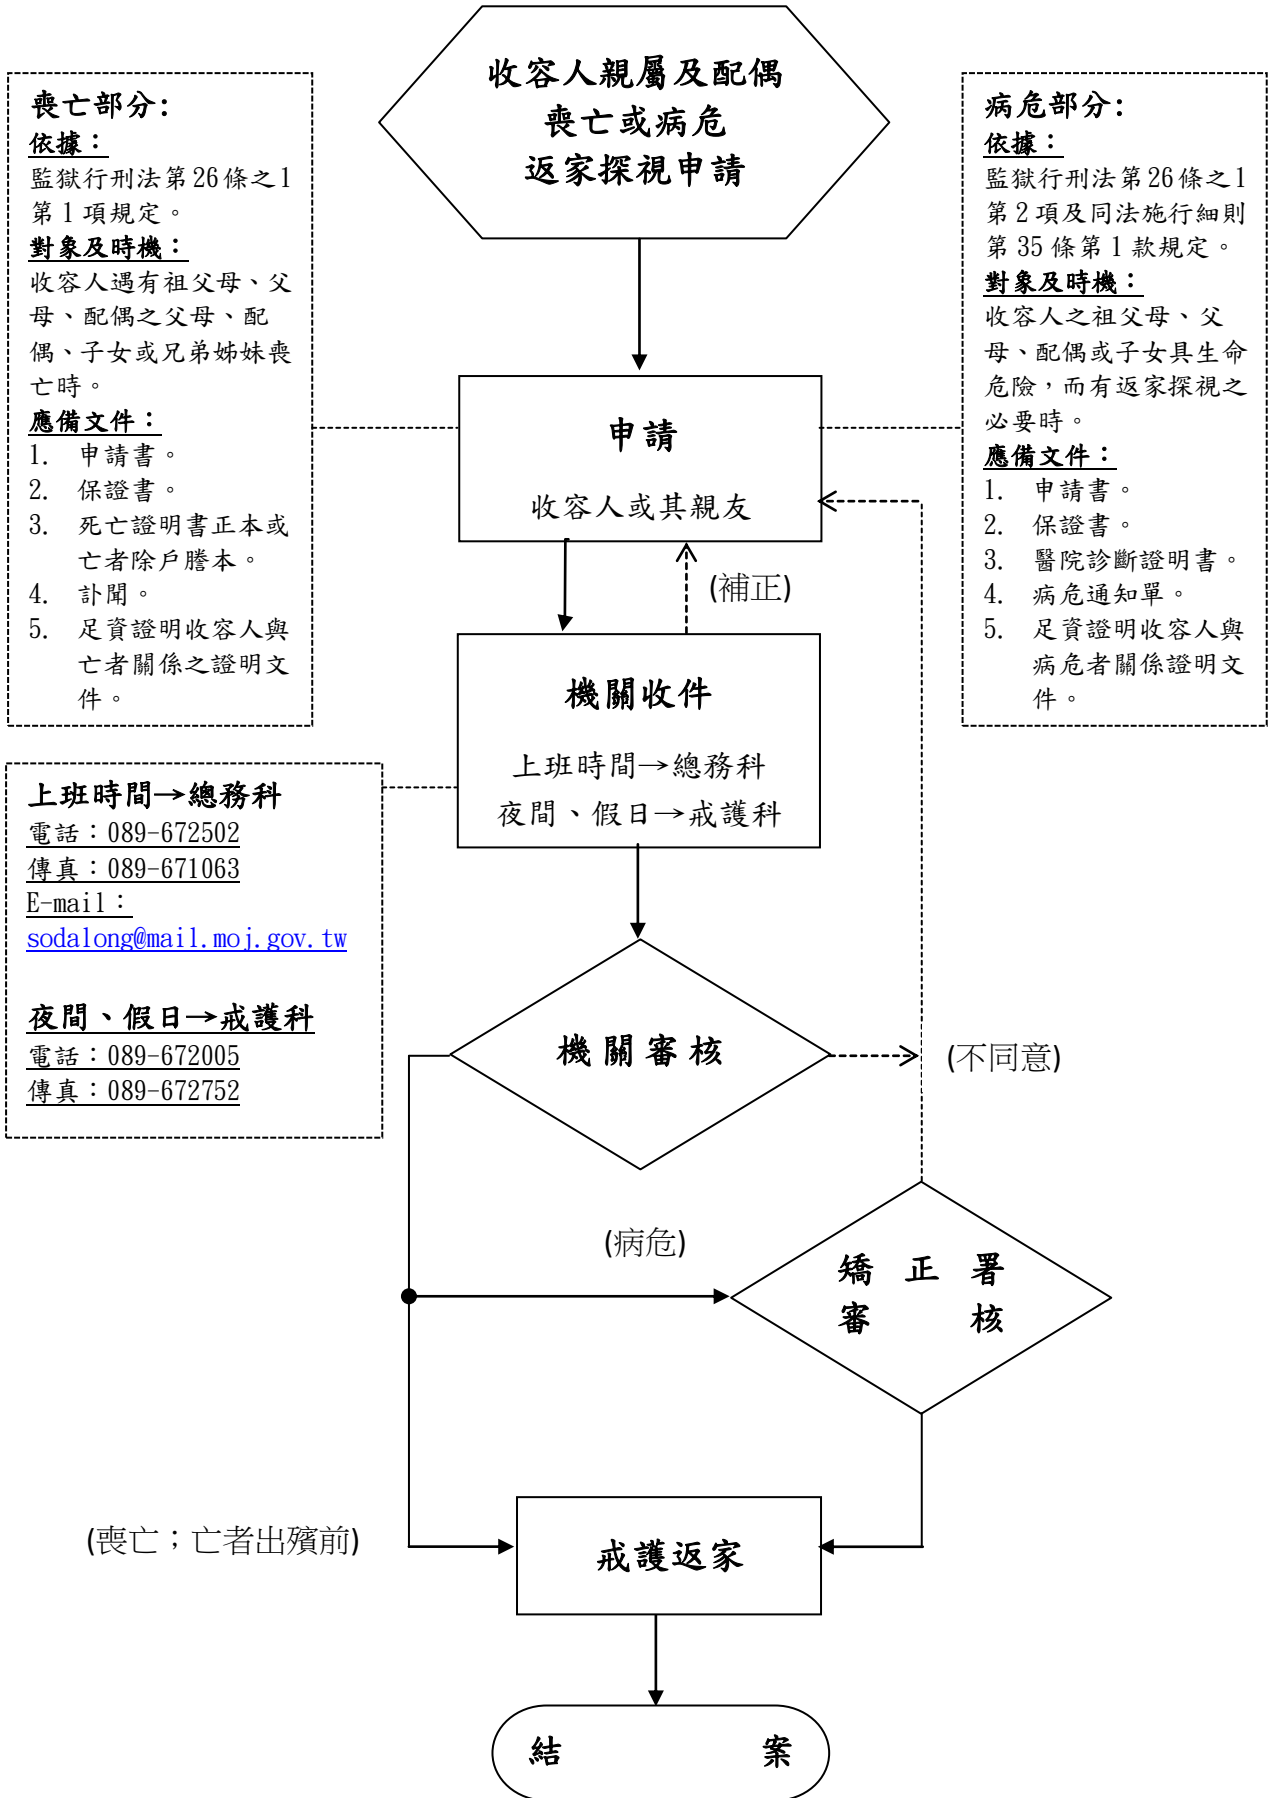 收容人親屬及配偶
喪亡或病危
返家探視申請
喪亡部分:
依據：
監獄行刑法第26條之1
第1項規定。
對象及時機：
收容人遇有祖父母、父
母、配偶之父母、配
偶、子女或兄弟姊妹喪
亡時。
應備文件：
1. 申請書。
2. 保證書。
3. 死亡證明書正本或
亡者除戶謄本。
4. 訃聞。
5. 足資證明收容人與
亡者關係之證明文
件。
病危部分:
依據：
監獄行刑法第26條之1
第2項及同法施行細則
第35條第1款規定。
對象及時機：
收容人之祖父母、父
母、配偶或子女具生命
危險，而有返家探視之
必要時。
應備文件：
1. 申請書。
2. 保證書。
3. 醫院診斷證明書。
4. 病危通知單。
5. 足資證明收容人與
病危者關係證明文
件。
申請
收容人或其親友
(補正)
機關收件
上班時間→總務科
夜間、假日→戒護科
上班時間→總務科
電話：089-672502
傳真：089-671063
E-mail：
sodalong@mail.moj.gov.tw
夜間、假日→戒護科
電話：089-672005
傳真：089-672752
機關審核
(不同意)
(病危)
矯正署
審核
(喪亡；亡者出殯前)
戒護返家
結案